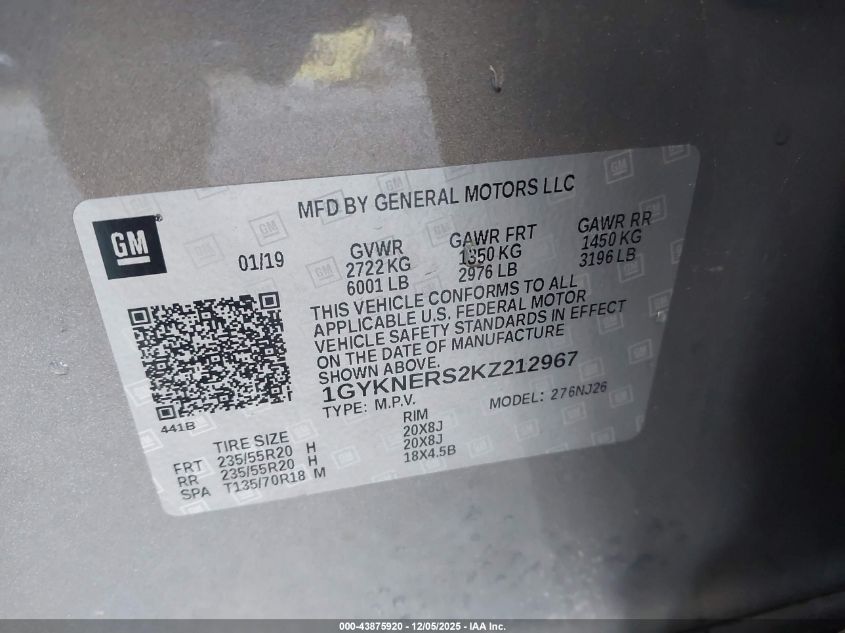 MFD BY GENERAL MOTORS LLC
GM
01/19
GVWR
2722 KG
6001 LB
GAWR FRT
1350 KG
2976 LB
GAWR RR
1450 KG
3196 LB
THIS VEHICLE CONFORMS TO ALL
APPLICABLE U.S. FEDERAL MOTOR
VEHICLE SAFETY STANDARDS IN EFFECT
ON THE DATE OF MANUFACTURE
SHOWN ABOVE.
1GYKNERS2KZ212967
TYPE: M.P.V.
MODEL: 276NJ26
441B
TIRE SIZE
RIM
FRT 235/55R20 H 20X8J
RR 235/55R20 H 20X8J
SPA T135/70R18 M 18X4.5B
000-43875920 - 12/05/2025 - IAA Inc.